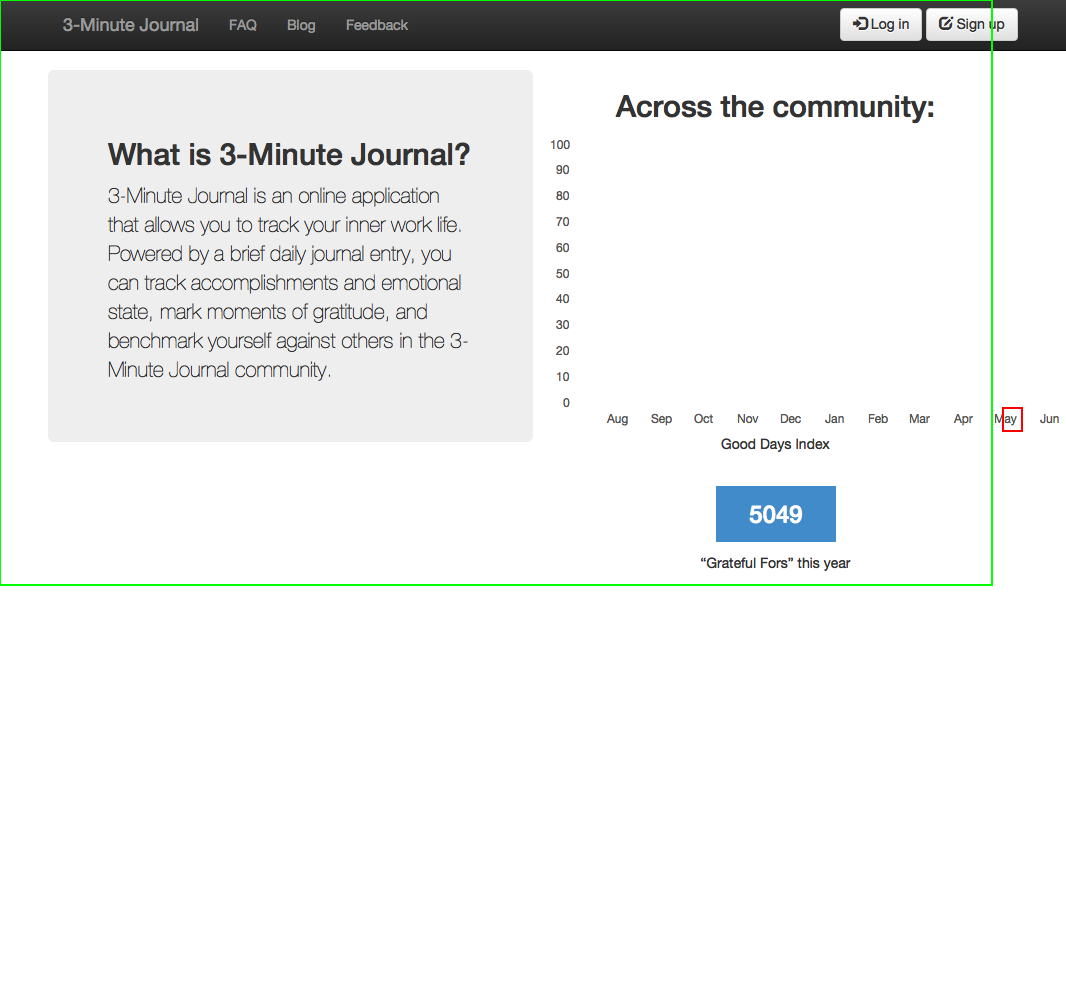 3-Minute Journal FAQ Blog Feedback Log in Sign up
What is 3-Minute Journal?
3-Minute Journal is an online application
that allows you to track your inner work life.
Powered by a brief daily journal entry, you
can track accomplishments and emotional
state, mark moments of gratitude, and
benchmark yourself against others in the 3-
Minute Journal community.
Across the community:
100
90
80
70
60
50
40
30
20
10
0
Aug Sep Oct Nov Dec Jan Feb Mar Apr May Jun
Good Days Index
5049
“Grateful Fors” this year